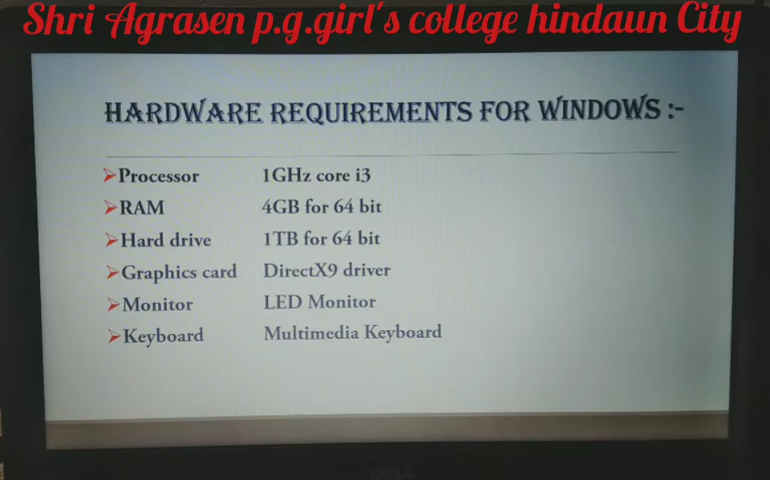 Shri Agrasen p.g.girl's college hindaun City
HARDWARE REQUIREMENTS FOR WINDOWS :-
➢Processor 1GHz core i3
➢RAM 4GB for 64 bit
➢Hard drive 1TB for 64 bit
➢Graphics card DirectX9 driver
➢Monitor LED Monitor
➢Keyboard Multimedia Keyboard